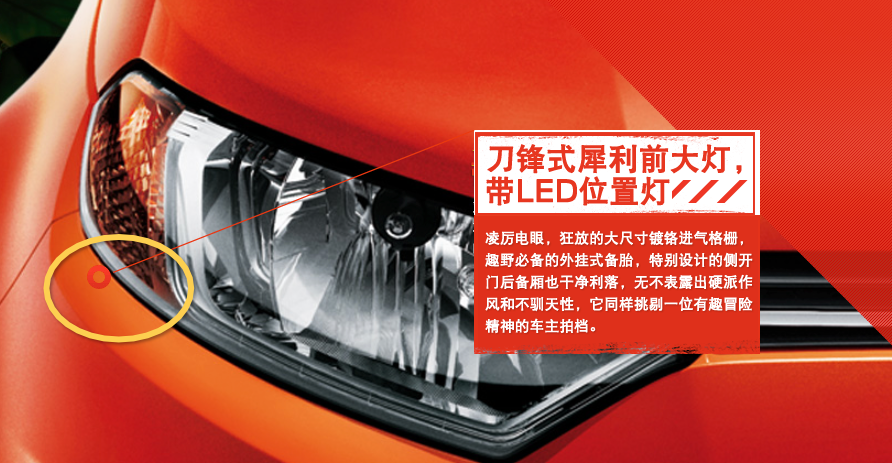 刀锋式犀利前大灯，
带LED位置灯
凌厉电眼，狂放的大尺寸镀铬进气格栅，
趣野必备的外挂式备胎，特别设计的侧开
门后备厢也干净利落，无不表露出硬派作
风和不驯天性，它同样挑剔一位有趣冒险
精神的车主拍档。